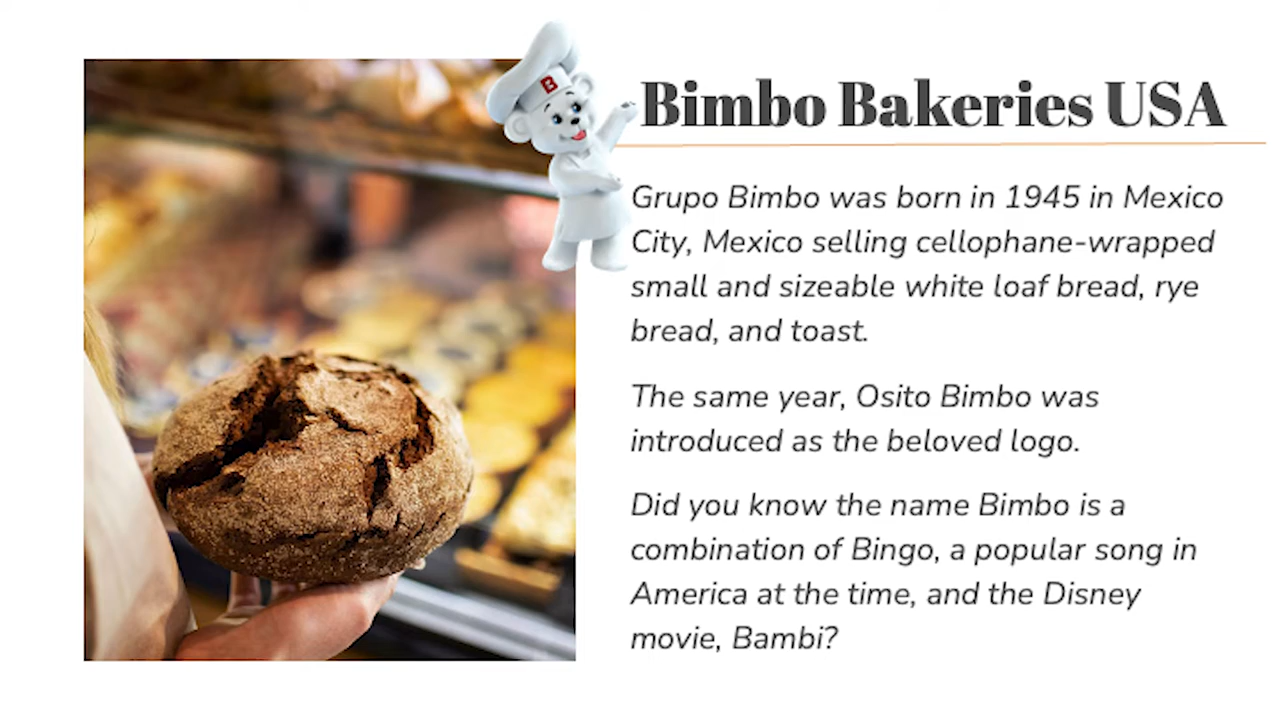 B
Bimbo Bakeries USA
Grupo Bimbo was born in 1945 in Mexico
City, Mexico selling cellophane-wrapped
small and sizeable white loaf bread, rye
bread, and toast.
The same year, Osito Bimbo was
introduced as the beloved logo.
Did you know the name Bimbo is a
combination of Bingo, a popular song in
America at the time, and the Disney
movie, Bambi?